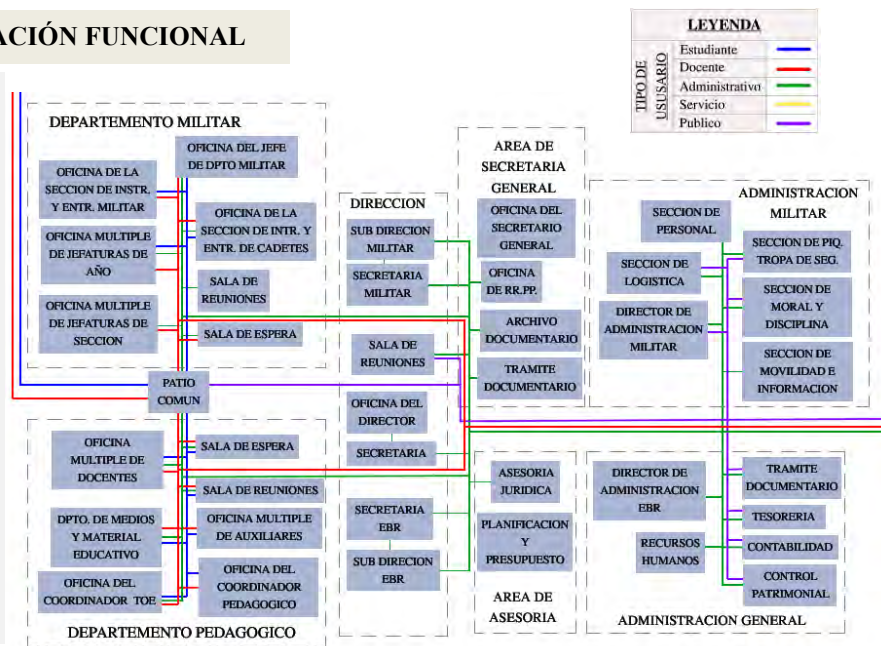 ACIÓN FUNCIONAL
LEYENDA
TIPO DE
USUSARIO
Estudiante
Docente
Administrativo
Servicio
Publico
DEPARTAMENTO MILITAR
OFICINA DEL JEFE
DE DPTO MILITAR
OFICINA DE LA
SECCION DE INSTR.
Y ENTR. MILITAR
OFICINA DE LA
SECCION DE INTR. Y
ENTR. DE CADETES
OFICINA MULTIPLE
DE JEFATURAS DE
AÑO
SALA DE
REUNIONES
OFICINA MULTIPLE
DE JEFATURAS DE
SECCION
SALA DE ESPERA
PATIO
COMUN
OFICINA
MULTIPLE DE
DOCENTES
SALA DE ESPERA
SALA DE REUNIONES
DPTO. DE MEDIOS
Y MATERIAL
EDUCATIVO
OFICINA MULTIPLE
DE AUXILIARES
OFICINA DEL
COORDINADOR TOE
OFICINA DEL
COORDINADOR
PEDAGOGICO
DEPARTEMENTO PEDAGOGICO
DIRECCION
SUB DIRECION
MILITAR
SECRETARIA
MILITAR
SALA DE
REUNIONES
OFICINA DEL
DIRECTOR
SECRETARIA
SECRETARIA
EBR
SUB DIRECION
EBR
AREA DE
SECRETARIA
GENERAL
OFICINA DEL
SECRETARIO
GENERAL
OFICINA
DE RR.PP.
ARCHIVO
DOCUMENTARIO
TRAMITE
DOCUMENTARIO
ASESORIA
JURIDICA
PLANIFICACION
Y
PRESUPUESTO
AREA DE
ASESORIA
ADMINISTRACION
MILITAR
SECCION DE
PERSONAL
SECCION DE PIQ.
TROPA DE SEG.
SECCION DE
LOGISTICA
SECCION DE
MORAL Y
DISCIPLINA
DIRECTOR DE
ADMINISTRACION
MILITAR
SECCION DE
MOVILIDAD E
INFORMACION
DIRECTOR DE
ADMINISTRACION
EBR
TRAMITE
DOCUMENTARIO
TESORERIA
RECURSOS
HUMANOS
CONTABILIDAD
CONTROL
PATRIMONIAL
ADMINISTRACION GENERAL